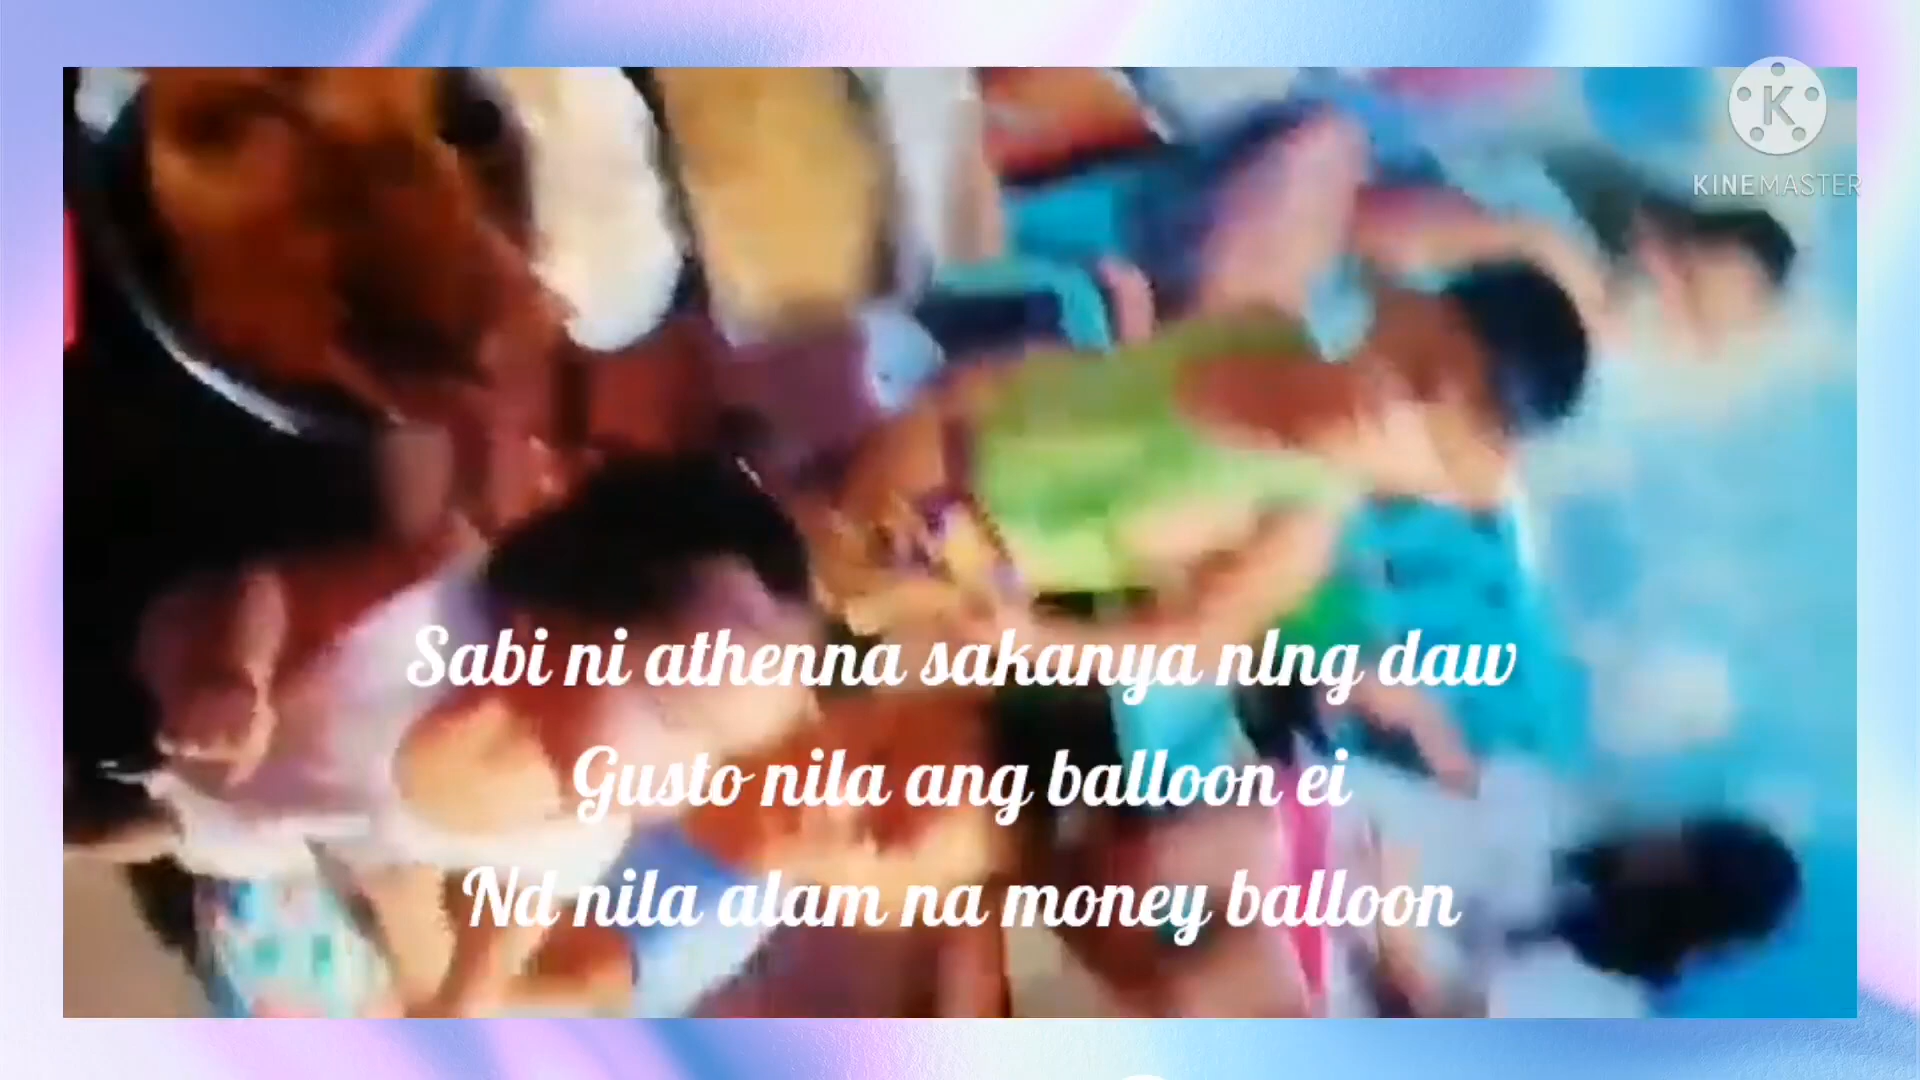 KINEMASTER
Sabi ni athenna sakanya nlng daw
Gusto nila ang balloon ei
Nd nila alam na money balloon